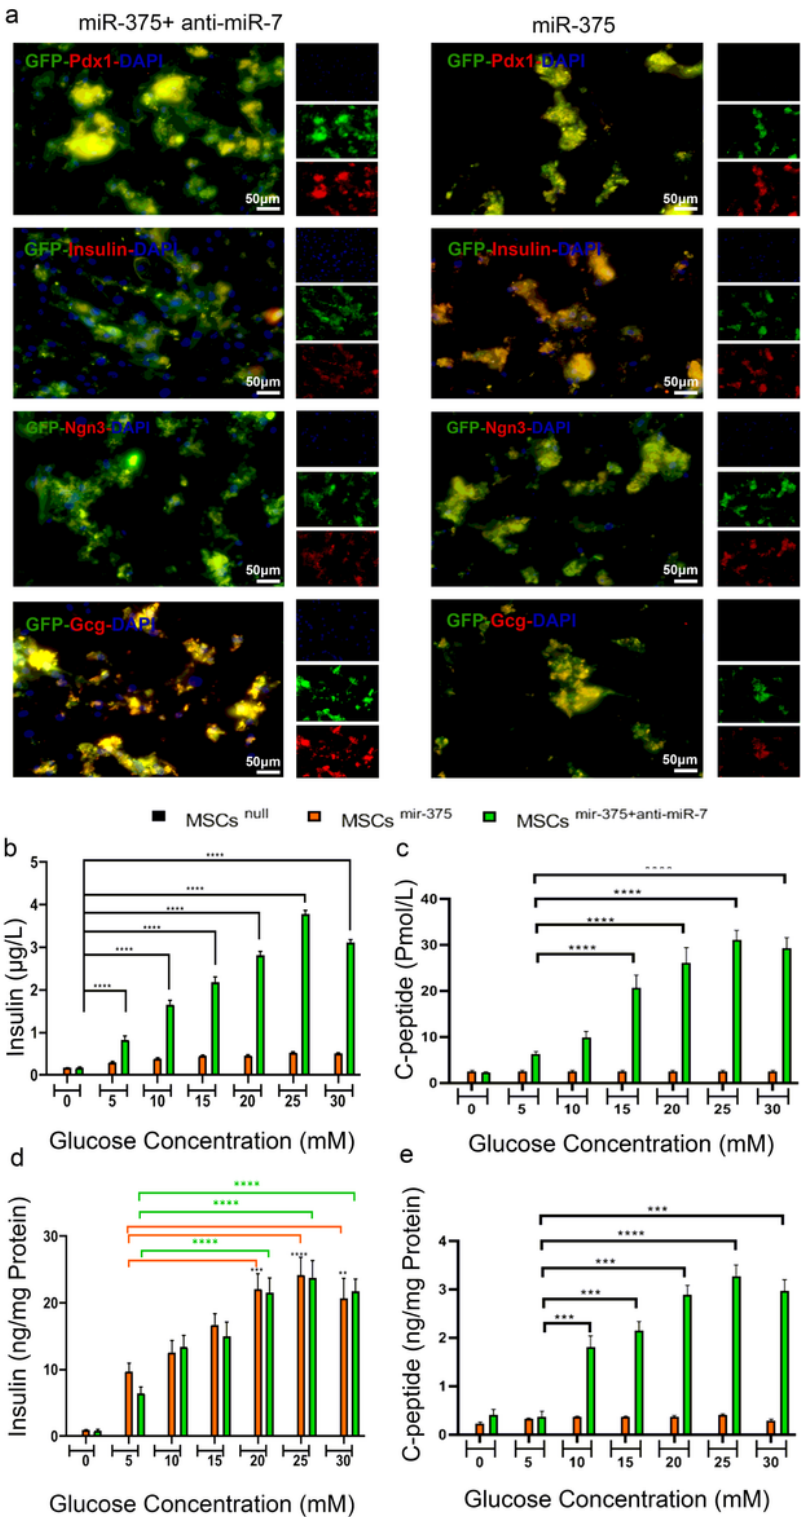 a
miR-375+ anti-miR-7
miR-375
GFP-Pdx1-DAPI
50µm
GFP-Pdx1-DAPI
50µm
GFP-Insulin-DAPI
50µm
GFP-Insulin-DAPI
50µm
GFP-Ngn3-DAPI
50µm
GFP-Ngn3-DAPI
50µm
GFP-Gcg-DAPI
50µm
GFP-Gcg-DAPI
50µm
MSCs null
MSCs mir-375
MSCs mir-375+anti-miR-7
b
Insulin (µg/L)
5
4
3
2
1
0
****
****
****
****
****
****
0 5 10 15 20 25 30
Glucose Concentration (mM)
c
C-peptide (Pmol/L)
40
30
20
10
0
****
****
****
****
0 5 10 15 20 25 30
Glucose Concentration (mM)
d
Insulin (ng/mg Protein)
30
20
10
0
****
****
****
***
****
**
0 5 10 15 20 25 30
Glucose Concentration (mM)
e
C-peptide (ng/mg Protein)
4
3
2
1
0
***
****
***
***
***
0 5 10 15 20 25 30
Glucose Concentration (mM)